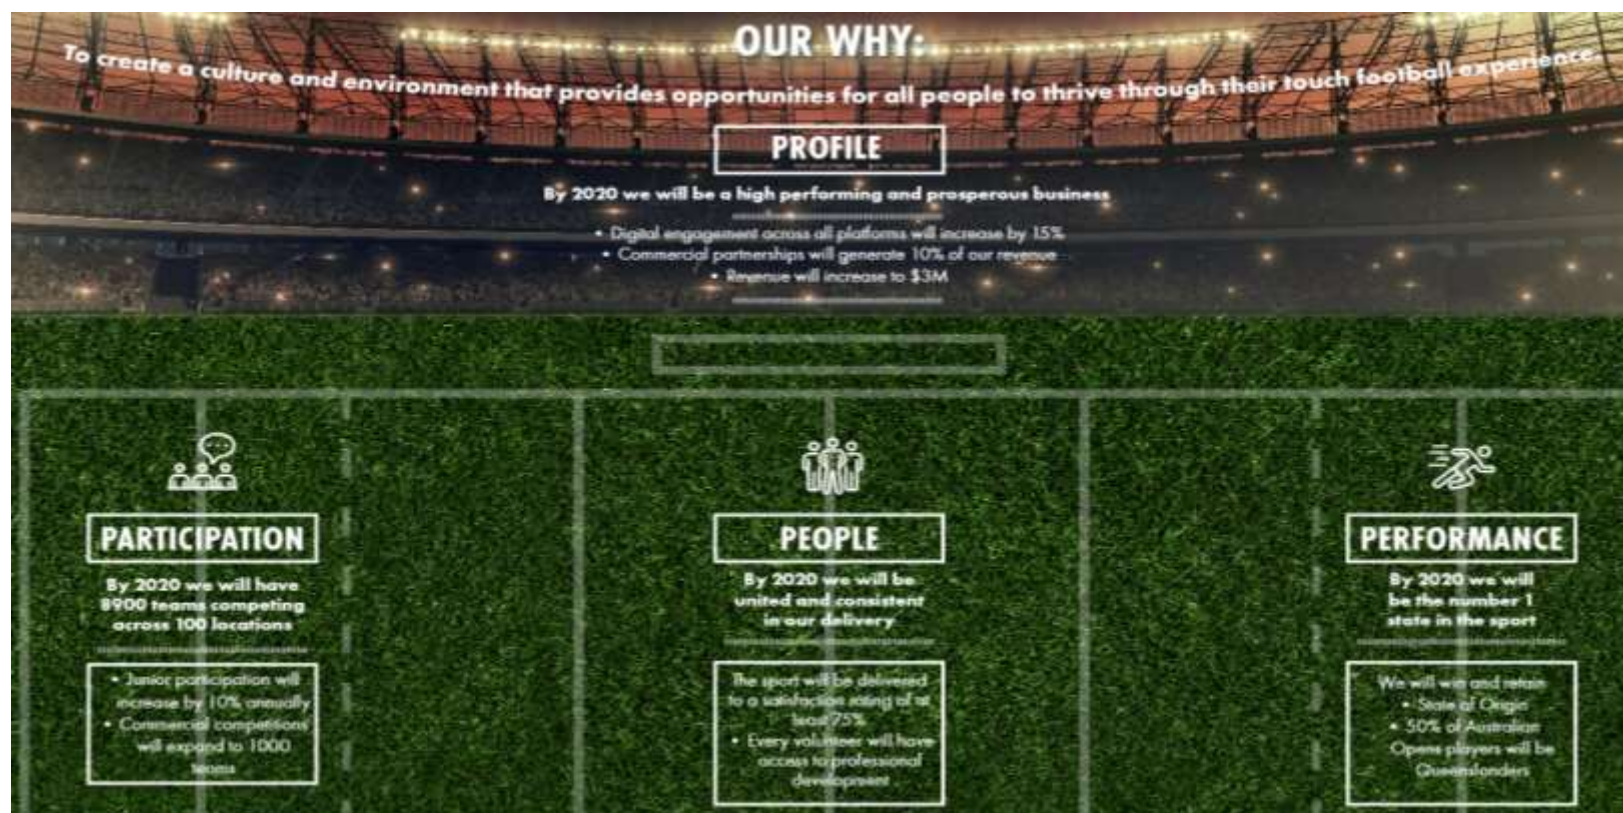 OUR WHY:
To create a culture and environment that provides opportunities for all people to thrive through their touch football experience.
PROFILE
By 2020 we will be a high performing and prosperous business
• Digital engagement across all platforms will increase by 15%
• Commercial partnerships will generate 10% of our revenue
• Revenue will increase to $3M
PARTICIPATION
By 2020 we will have
8900 teams competing
across 100 locations
• Junior participation will
increase by 10% annually
• Commercial competitions
will expand to 1000
teams
PEOPLE
By 2020 we will be
united and consistent
in our delivery
The sport will be delivered
to a satisfaction rating of at
least 75%
• Every volunteer will have
access to professional
development
PERFORMANCE
By 2020 we will
be the number 1
state in the sport
We will win and retain
• State of Origin
• 50% of Australian
Opens players will be
Queenslanders